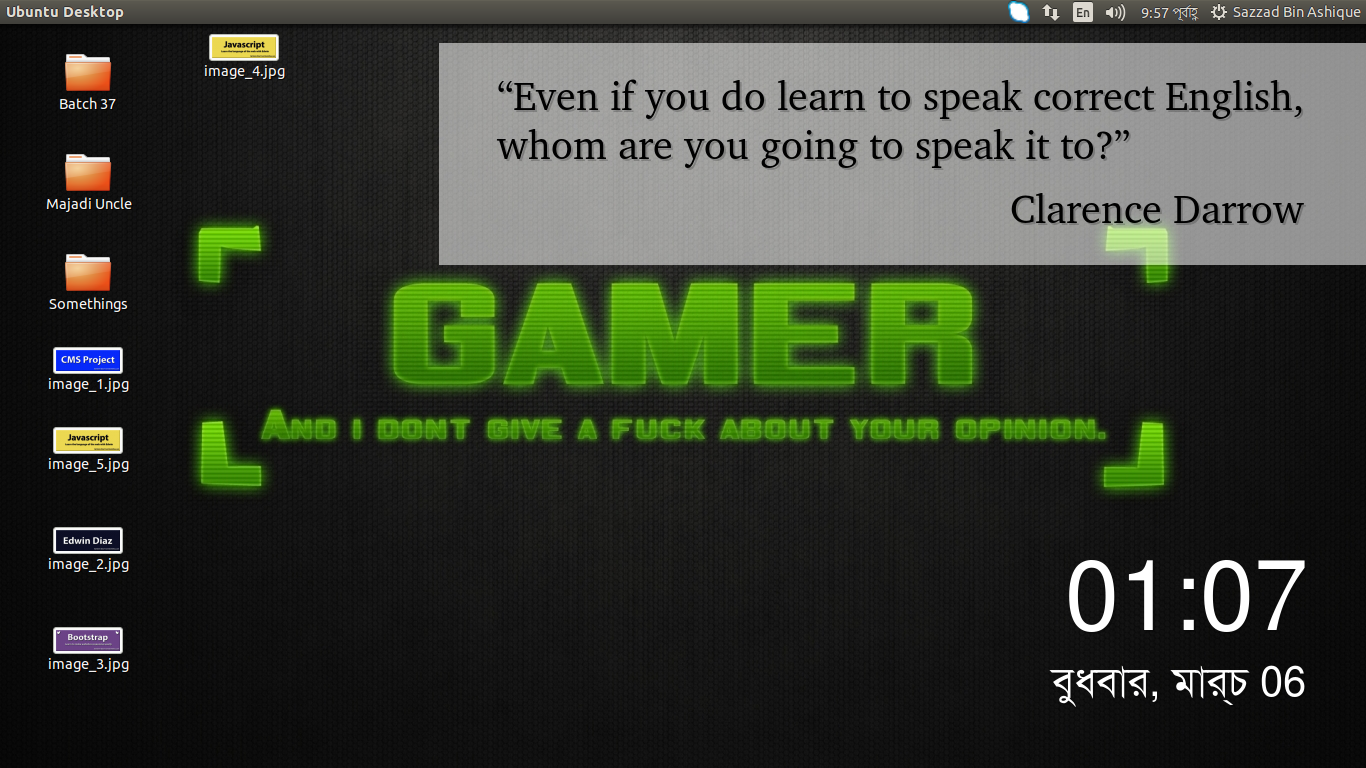 Ubuntu Desktop
En
9:57 পূর্বাহ্ণ
Sazzad Bin Ashique
Batch 37
Majadi Uncle
Somethings
CMS Project
image_1.jpg
Javascript
image_5.jpg
Edwin Diaz
image_2.jpg
Bootstrap
image_3.jpg
Javascript
image_4.jpg
“Even if you do learn to speak correct English,
whom are you going to speak it to?”
Clarence Darrow
GAMER
And i dont give a fuck about your opinion.
01:07
বুধবার, মার্চ 06